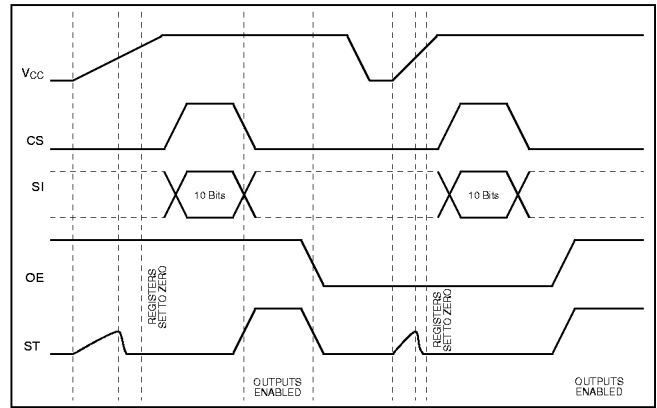 VCC
CS
SI
10 Bits
10 Bits
OE
REGISTERS
SET TO ZERO
REGISTERS
SET TO ZERO
ST
OUTPUTS
ENABLED
OUTPUTS
ENABLED